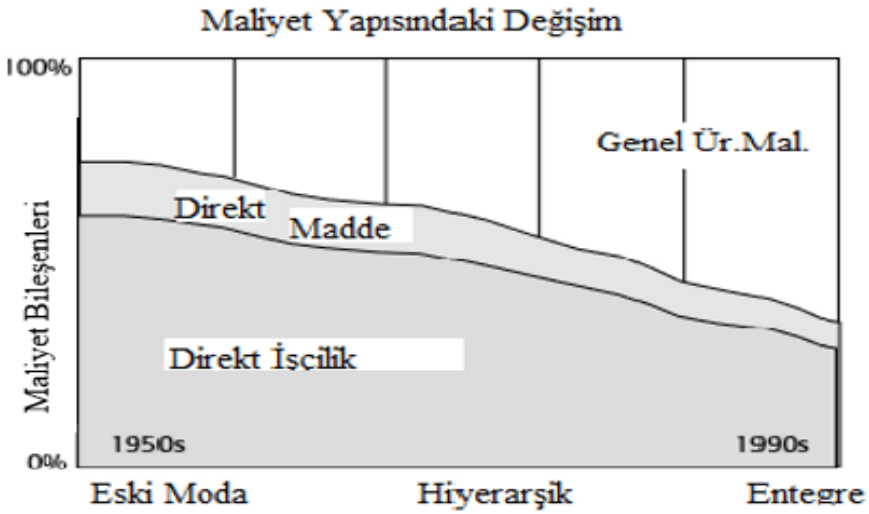 Maliyet Yapısındaki Değişim
100%
Genel Ür.Mal.
Direkt
Madde
Maliyet Bileşenleri
Direkt İşçilik
1950s
1990s
0%
Eski Moda
Hiyerarşik
Entegre